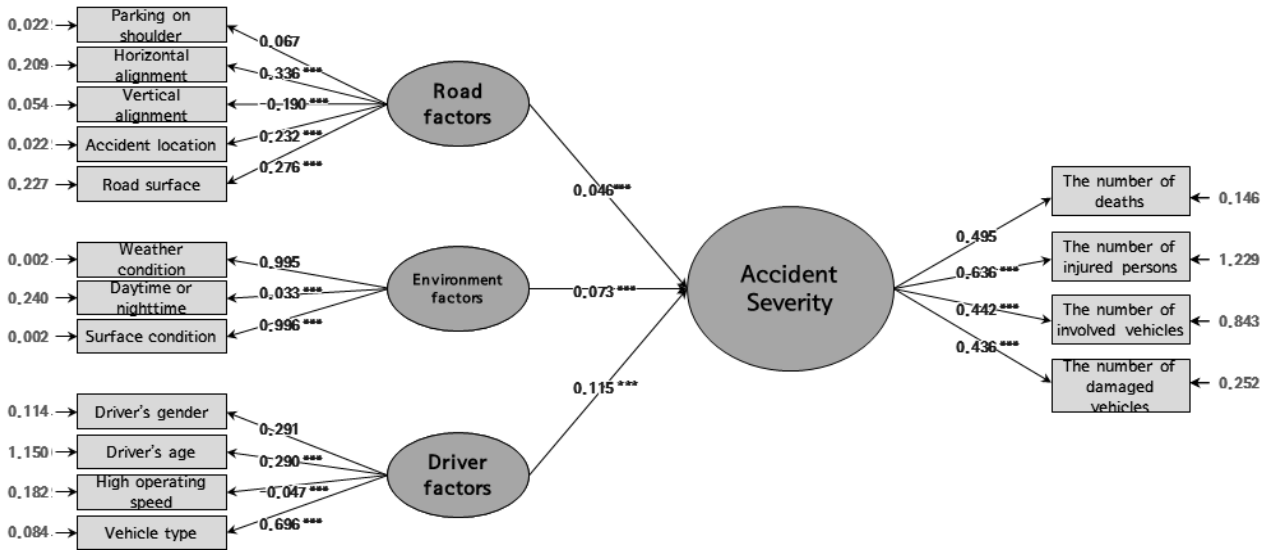 0.022
Parking on
shoulder
0.067
0.209
Horizontal
alignment
0.336***
0.054
Vertical
alignment
-0.190***
0.022
Accident location
0.232***
0.227
Road surface
0.276***
Road
factors
0.046***
0.002
Weather
condition
0.995
0.240
Daytime or
nighttime
0.033***
0.002
Surface condition
0.996***
Environment
factors
0.073***
0.114
Driver's gender
0.291
1.150
Driver's age
0.290***
0.182
High operating
speed
-0.047***
0.084
Vehicle type
0.696***
Driver
factors
0.115***
Accident
Severity
0.495
The number of
deaths
0.146
0.636***
The number of
injured persons
1.229
0.442***
The number of
involved vehicles
0.843
0.436***
The number of
damaged
vehicles
0.252